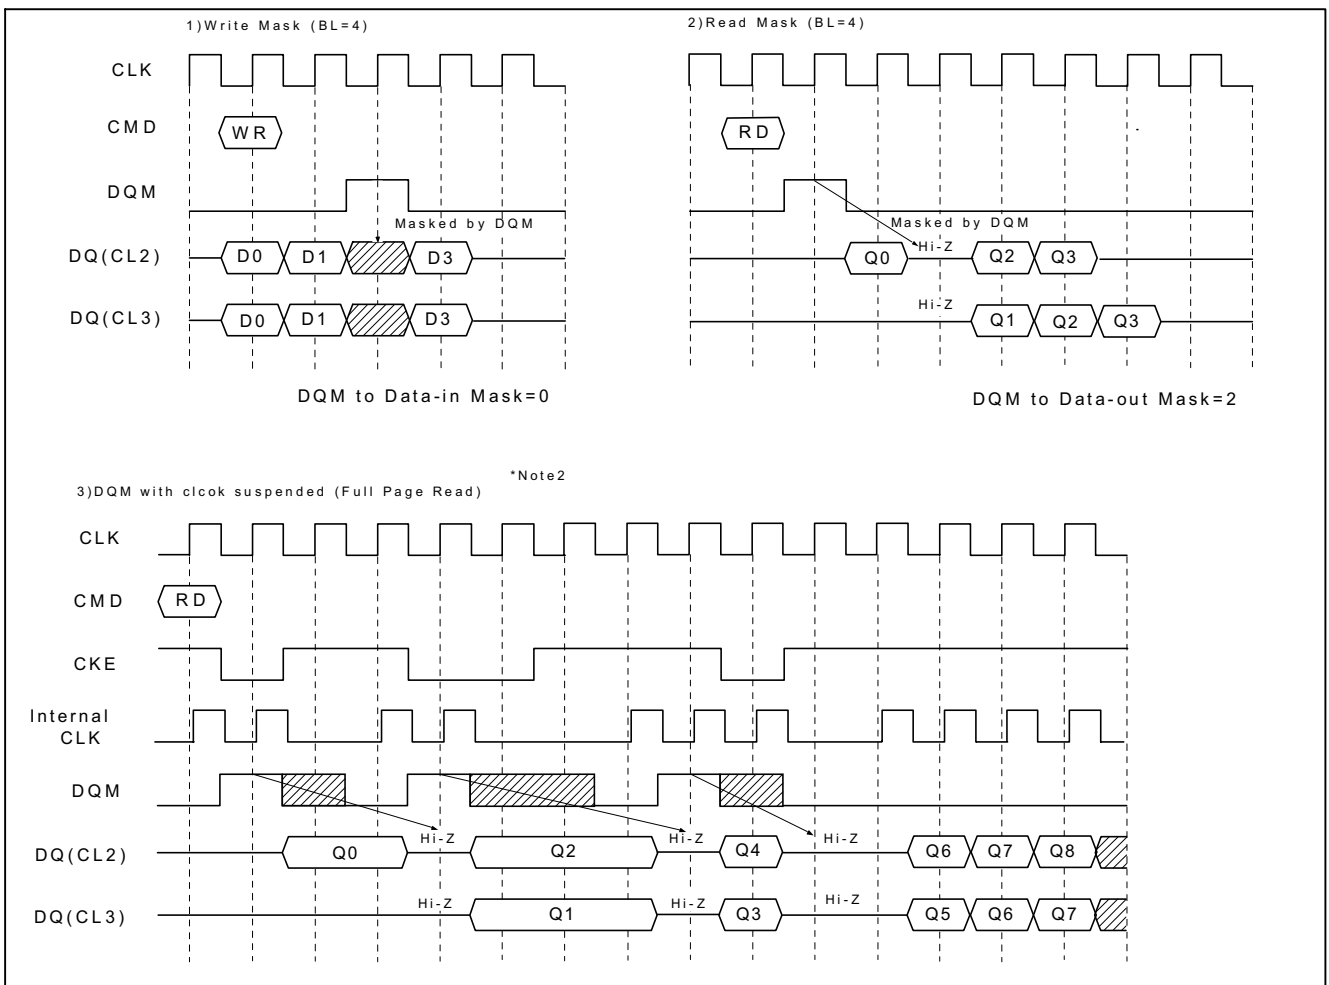 1)Write Mask (BL=4)
CLK
CMD
WR
DQM
Masked by DQM
DQ(CL2)
D0 D1 D3
DQ(CL3)
D0 D1 D3
DQM to Data-in Mask=0
2)Read Mask (BL=4)
RD
Masked by DQM
Hi-Z
Q0 Q2 Q3
Hi-Z
Q1 Q2 Q3
DQM to Data-out Mask=2
*Note2
3)DQM with clcok suspended (Full Page Read)
CLK
CMD
RD
CKE
Internal
CLK
DQM
Hi-Z Hi-Z Hi-Z
DQ(CL2)
Q0 Q2 Q4 Q6 Q7 Q8
Hi-Z Hi-Z Hi-Z
DQ(CL3)
Q1 Q3 Q5 Q6 Q7